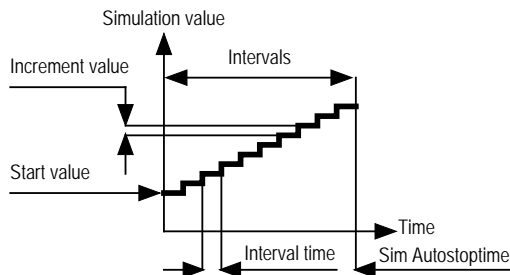 Simulation value
Increment value
Intervals
Start value
Time
Interval time
Sim Autostoptime